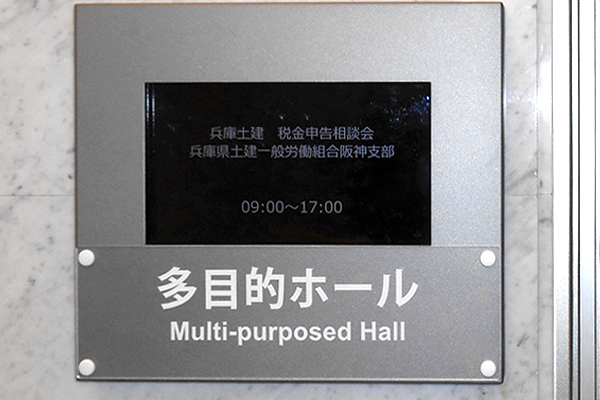 兵庫土建　税金申告相談会
兵庫県土建一般労働組合阪神支部
09:00～17:00
多目的ホール
Multi-purposed Hall